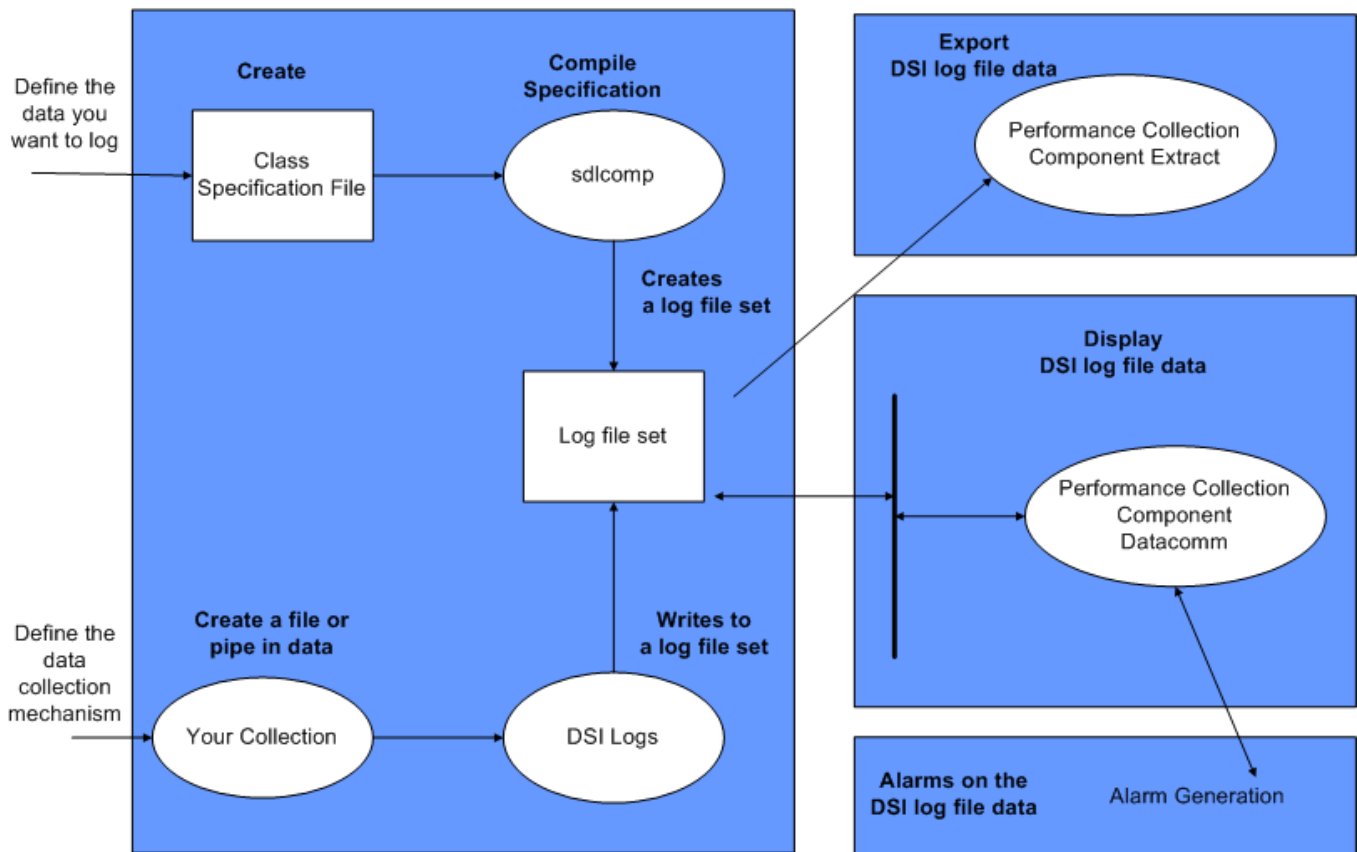 Define the
data you
want to log
Create
Class
Specification File
Compile
Specification
sdlcomp
Creates
a log file set
Log file set
Define the
data
collection
mechanism
Create a file or
pipe in data
Your Collection
Writes to
a log file set
DSI Logs
Export
DSI log file data
Performance Collection
Component Extract
Display
DSI log file data
Performance Collection
Component
Datacomm
Alarms on the
DSI log file data
Alarm Generation